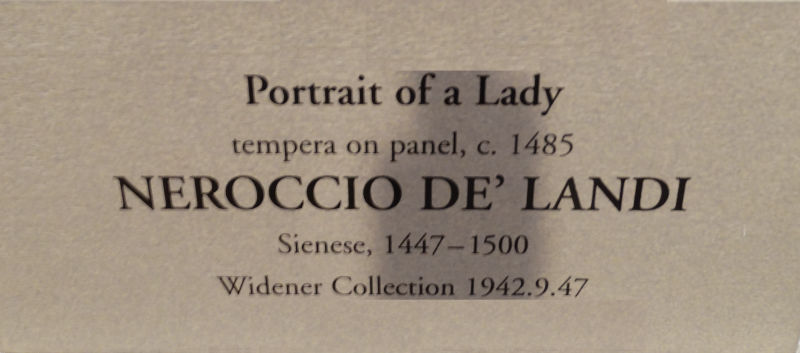 Portrait of a Lady
tempera on panel, c. 1485
NEROCCIO DE’ LANDI
Sienese, 1447–1500
Widener Collection 1942.9.47